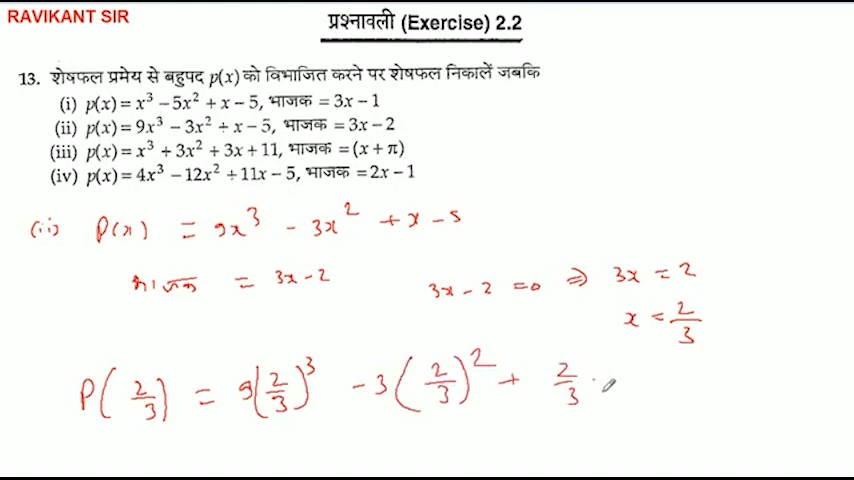 RAVIKANT SIR
प्रश्नावली (Exercise) 2.2
13. शेषफल प्रमेय से बहुपद p(x) को विभाजित करने पर शेषफल निकालें जबकि
(i) p(x) = x³ − 5x² + x − 5, भाजक = 3x − 1
(ii) p(x) = 9x³ − 3x² + x − 5, भाजक = 3x − 2
(iii) p(x) = x³ + 3x² + 3x + 11, भाजक = (x + π)
(iv) p(x) = 4x³ − 12x² + 11x − 5, भाजक = 2x − 1
(ii) P(x) = 9x³ − 3x² + x − 5
भाजक = 3x − 2
3x − 2 = 0 ⇒ 3x = 2
x = 2/3
P(2/3) = 9(2/3)³ − 3(2/3)² + 2/3